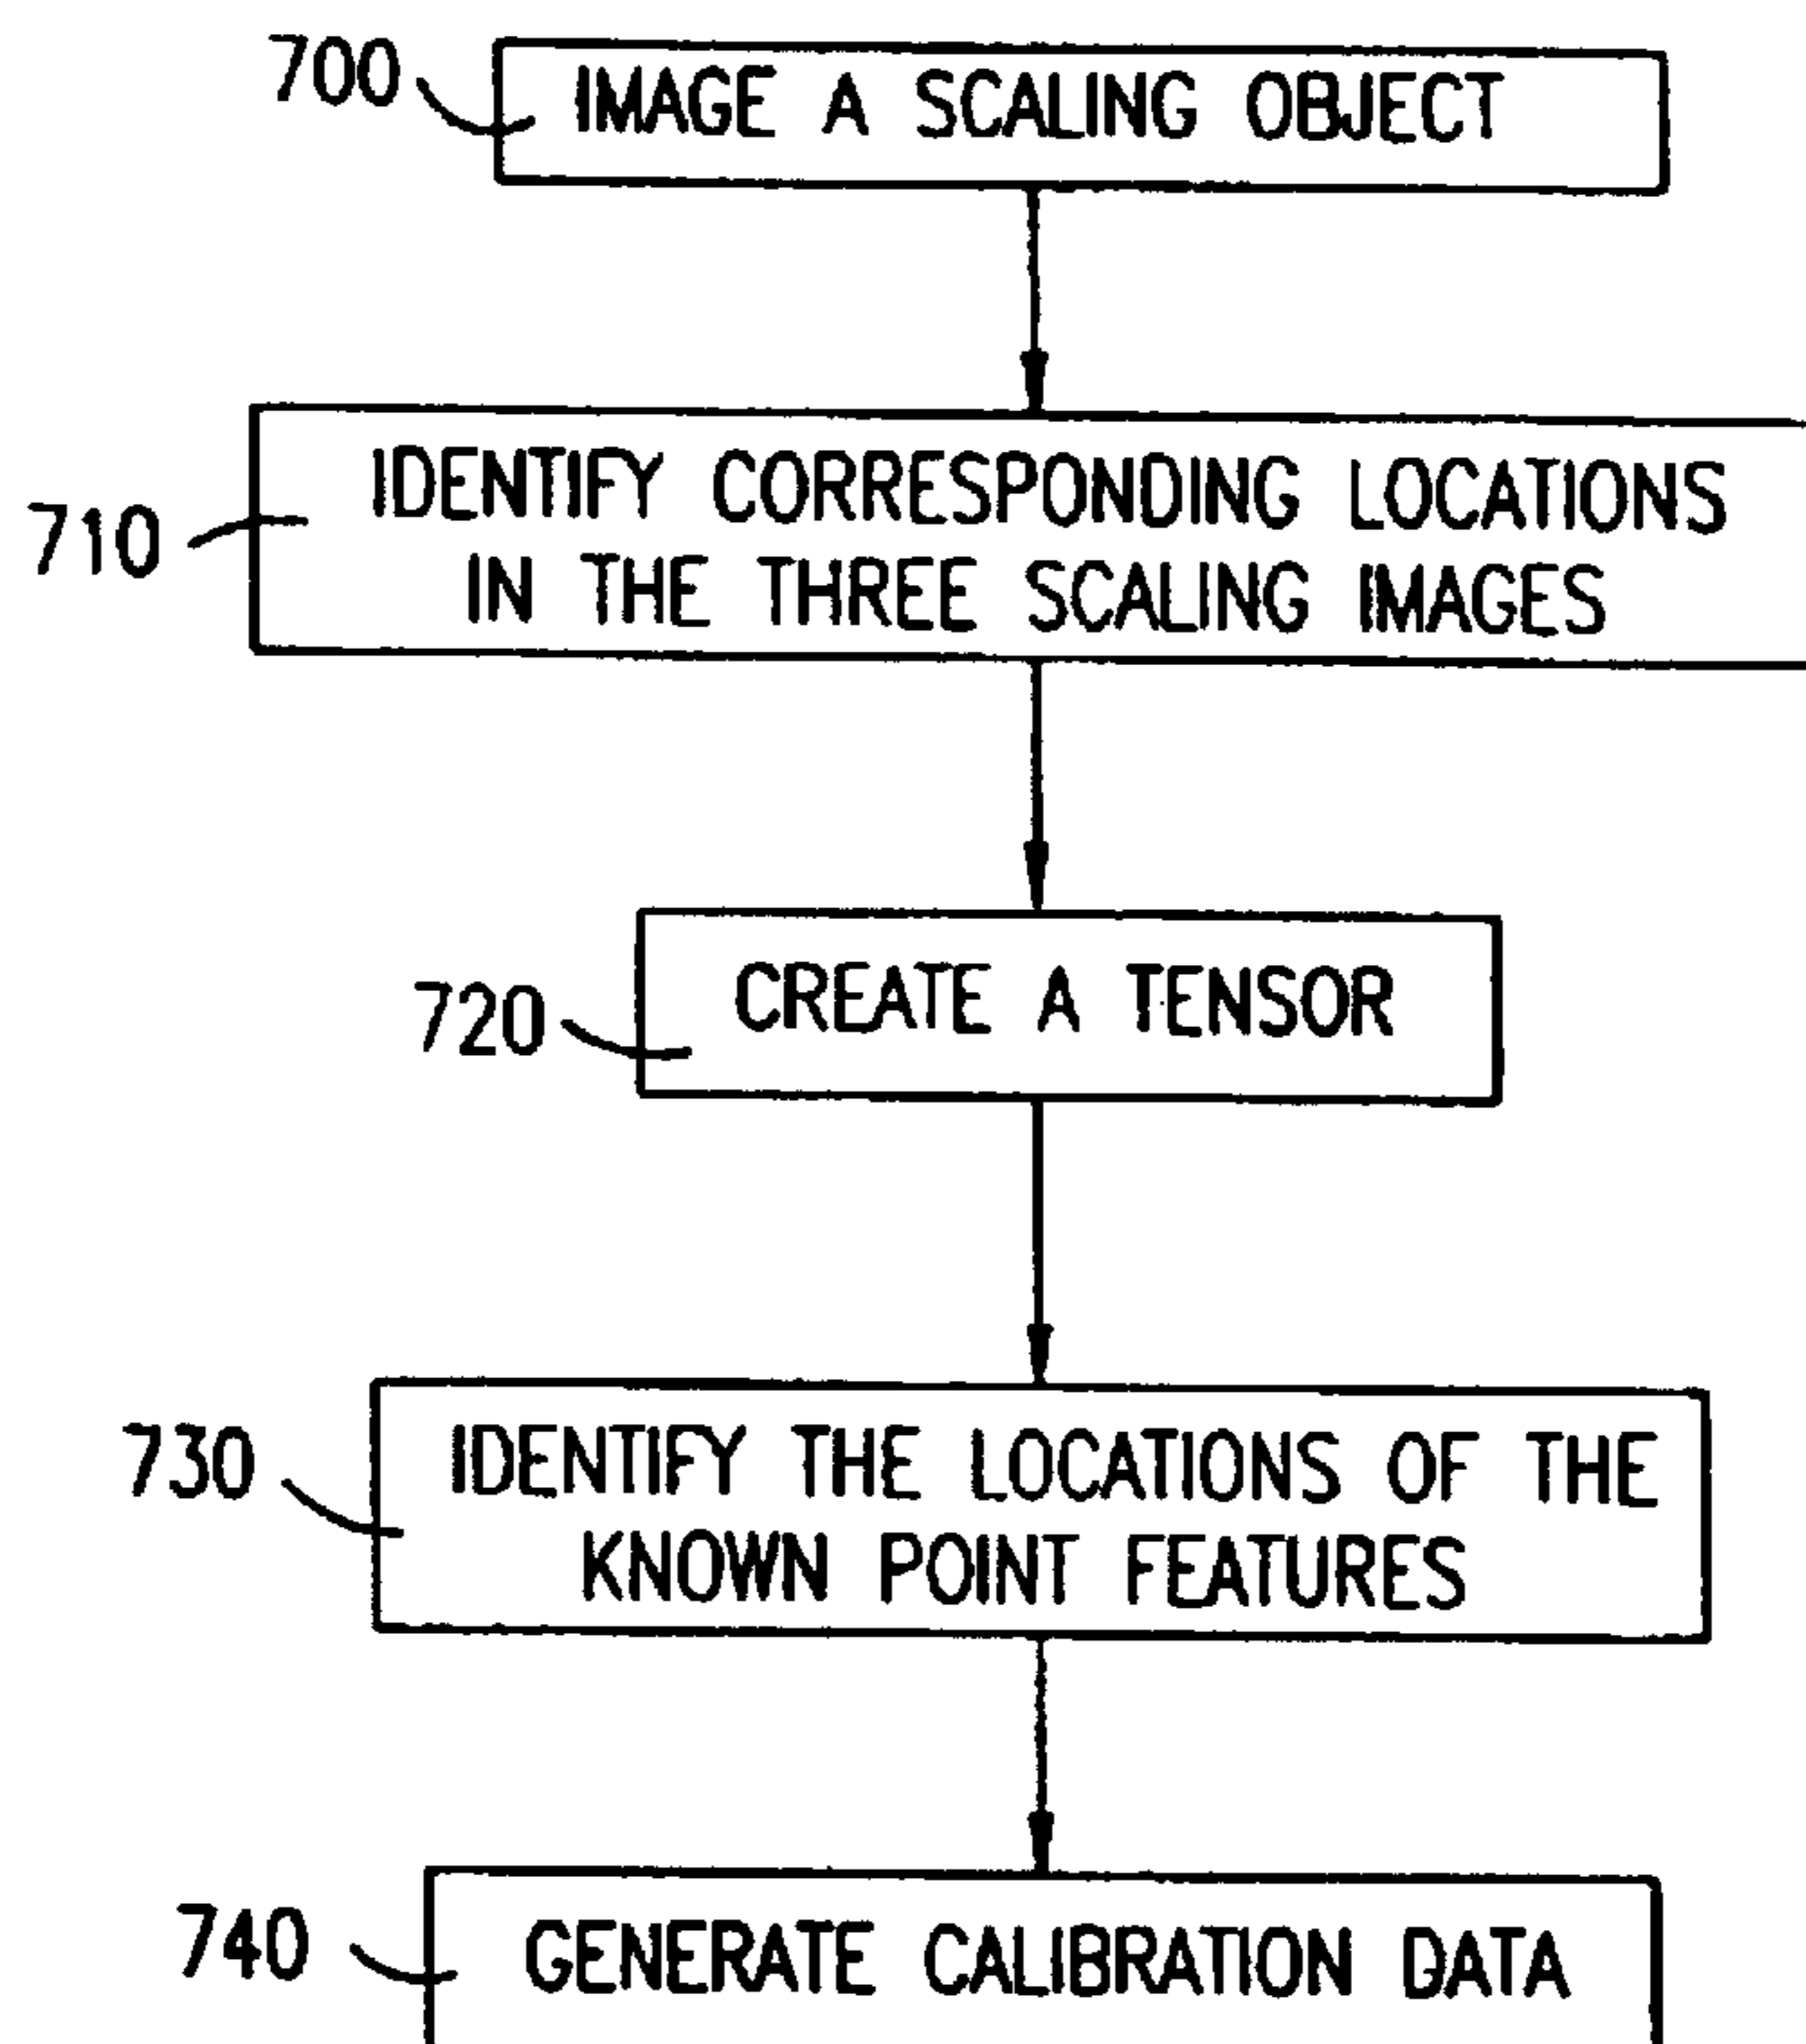 700
IMAGE A SCALING OBJECT
710
IDENTIFY CORRESPONDING LOCATIONS
IN THE THREE SCALING IMAGES
720
CREATE A TENSOR
730
IDENTIFY THE LOCATIONS OF THE
KNOWN POINT FEATURES
740
GENERATE CALIBRATION DATA